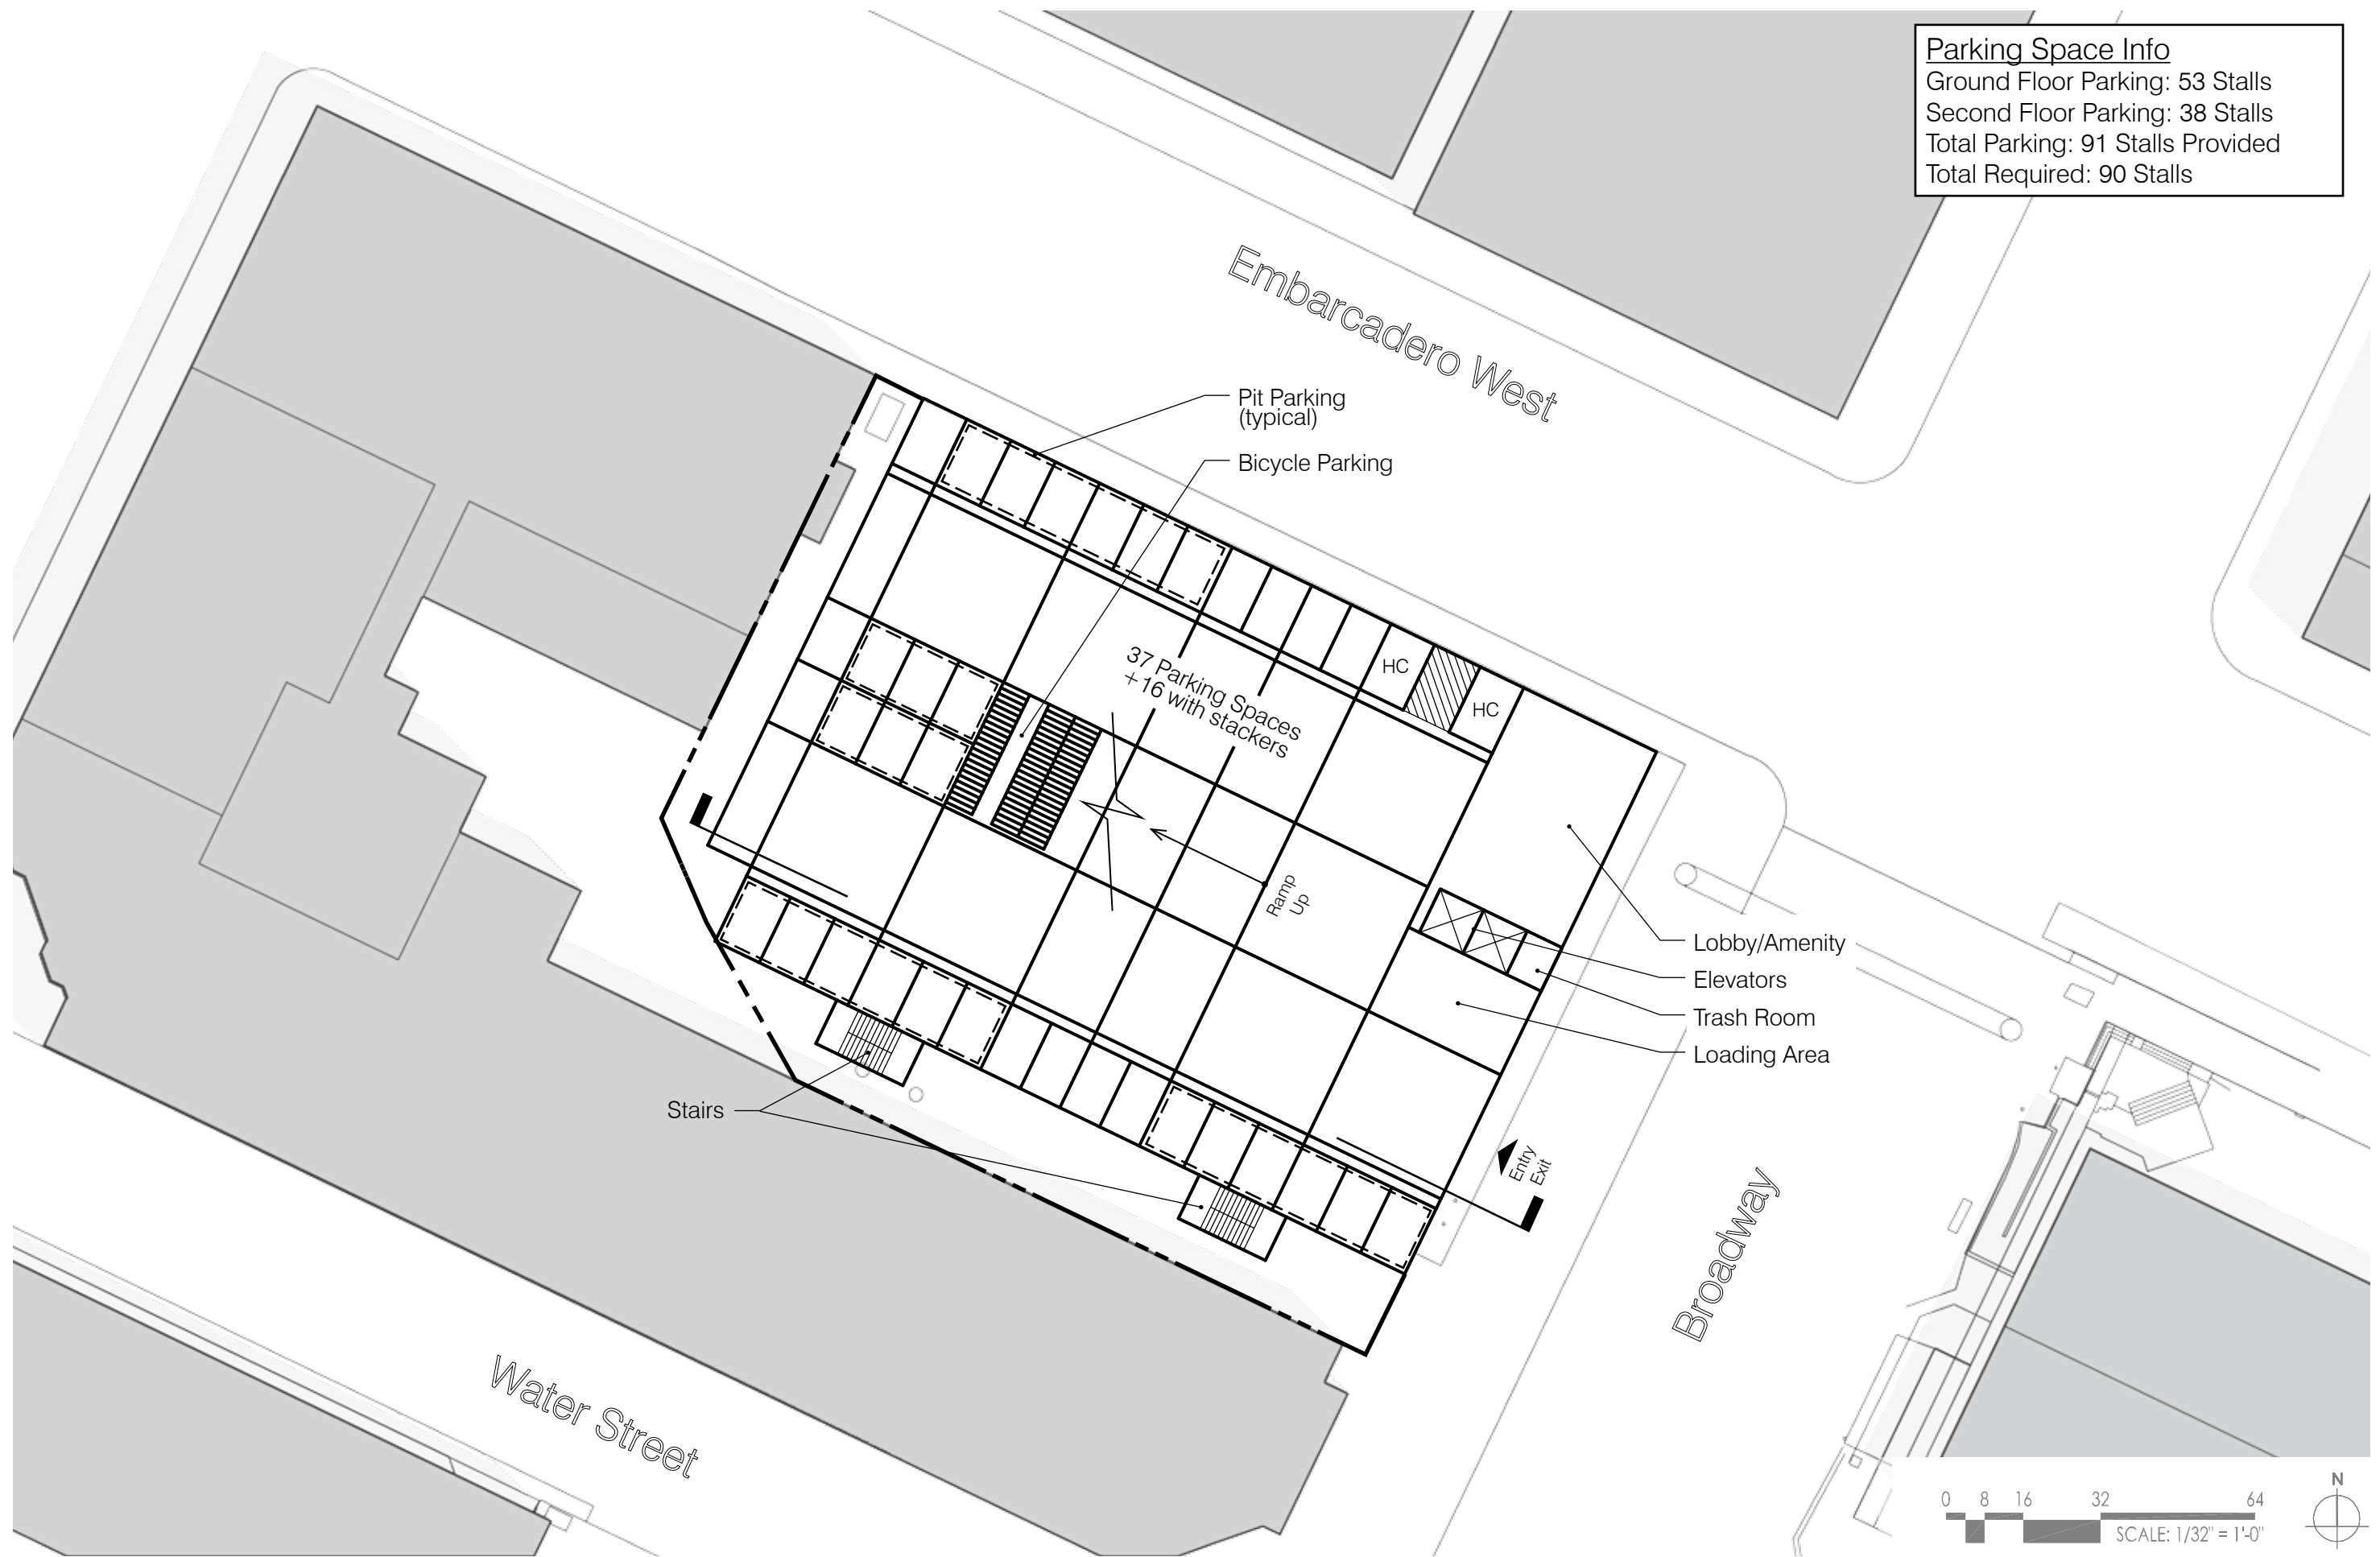 Parking Space Info
Ground Floor Parking: 53 Stalls
Second Floor Parking: 38 Stalls
Total Parking: 91 Stalls Provided
Total Required: 90 Stalls
Embarcadero West
Pit Parking
(typical)
Bicycle Parking
37 Parking Spaces
+16 with stackers
HC
HC
Ramp
Up
Lobby/Amenity
Elevators
Trash Room
Loading Area
Stairs
Entry
Exit
Broadway
Water Street
N
0 8 16 32 64
SCALE: 1/32" = 1'-0"